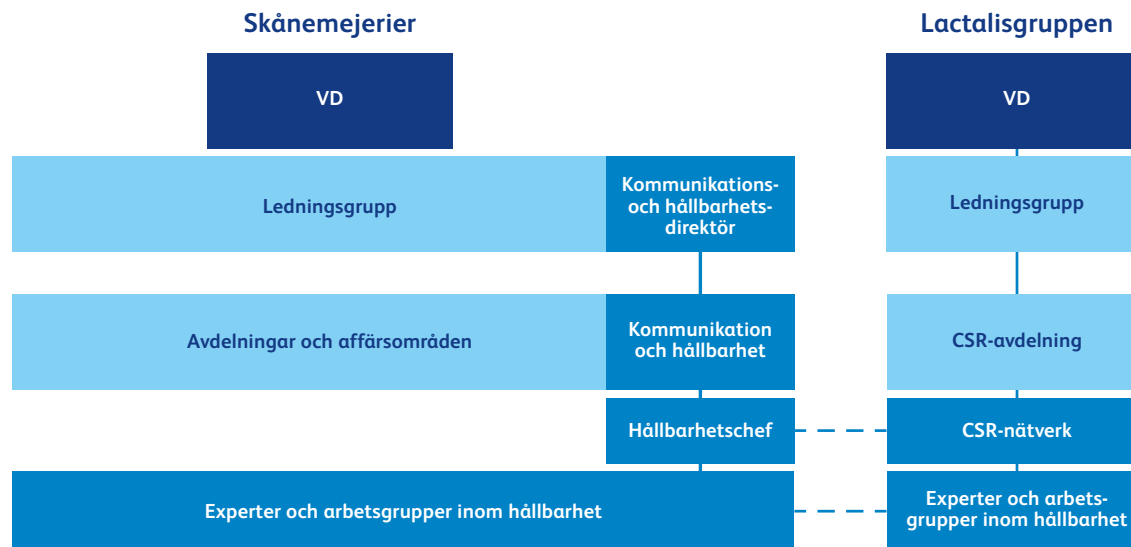 Skånemejerier
Lactalisgruppen
VD
VD
Ledningsgrupp
Kommunikations-
och hållbarhets-
direktör
Ledningsgrupp
Avdelningar och affärsområden
Kommunikation
och hållbarhet
CSR-avdelning
Hållbarhetschef
CSR-nätverk
Experter och arbetsgrupper inom hållbarhet
Experter och arbets-
grupper inom hållbarhet